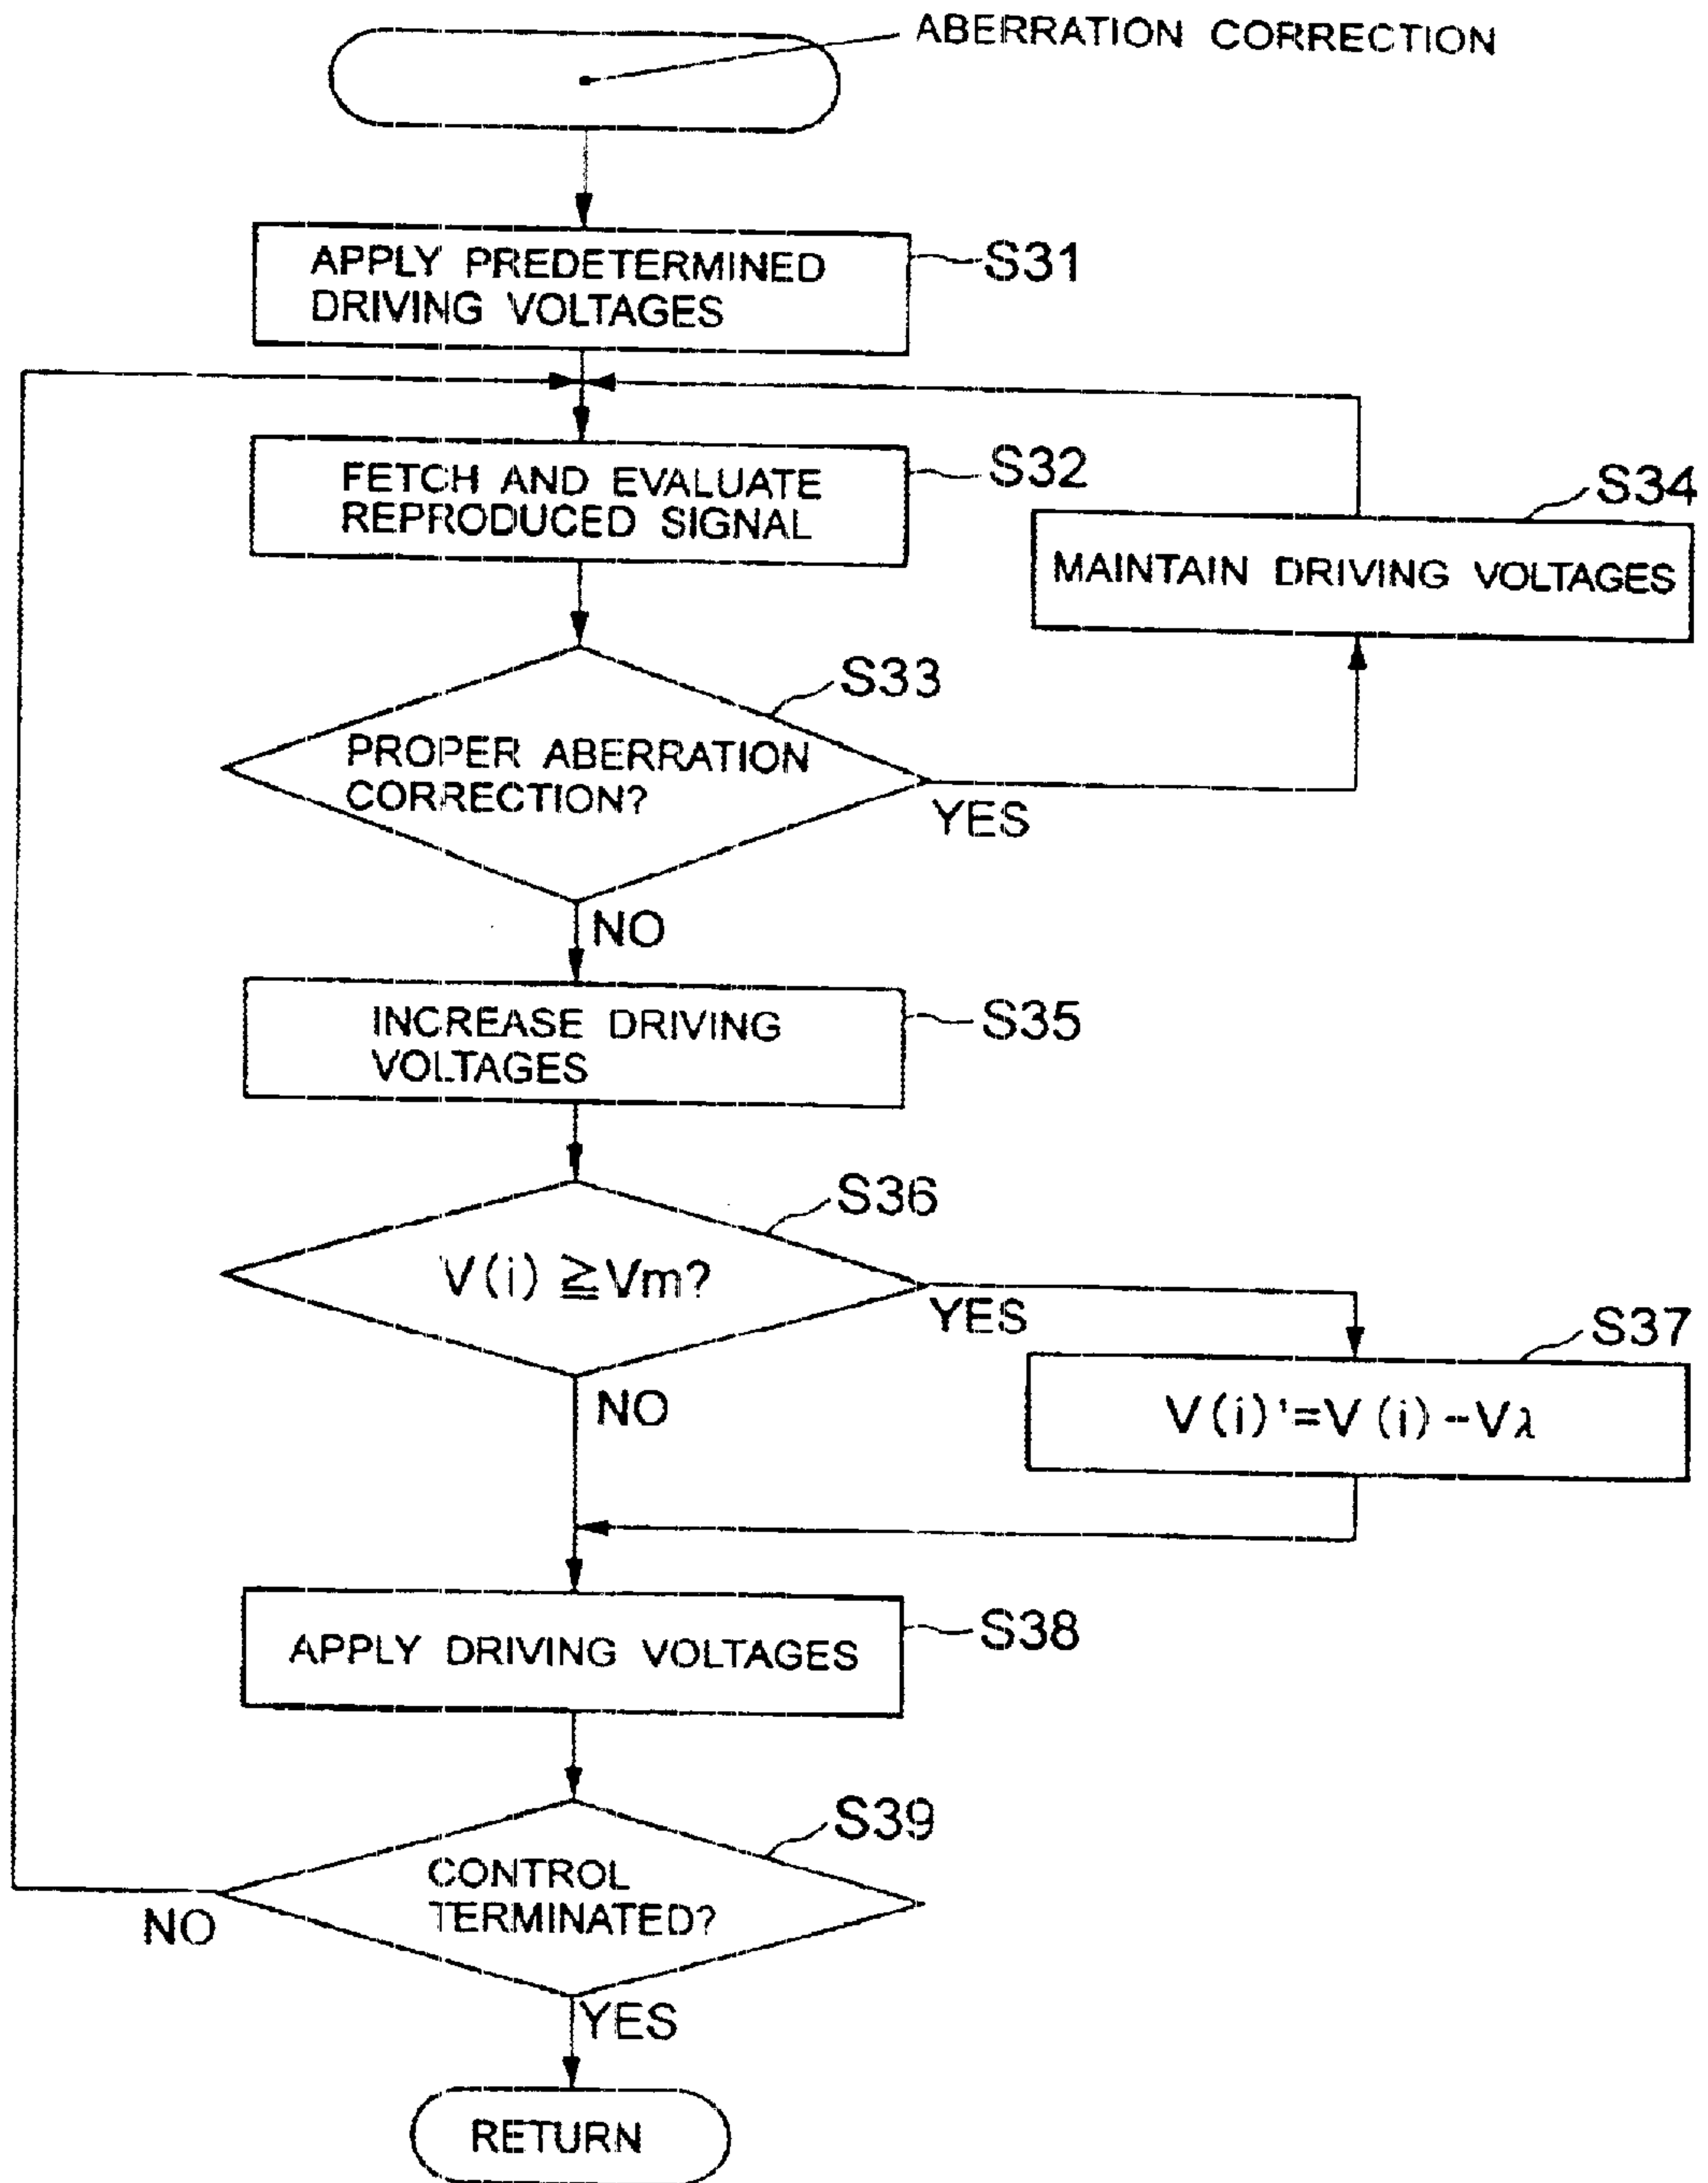 ABERRATION CORRECTION
APPLY PREDETERMINED
DRIVING VOLTAGES
S31
FETCH AND EVALUATE
REPRODUCED SIGNAL
S32
S34
MAINTAIN DRIVING VOLTAGES
S33
PROPER ABERRATION
CORRECTION?
YES
NO
INCREASE DRIVING
VOLTAGES
S35
S36
V(i) ≧ Vm?
YES
NO
S37
V(i)'=V(i)-Vλ
APPLY DRIVING VOLTAGES
S38
S39
CONTROL
TERMINATED?
NO
YES
RETURN